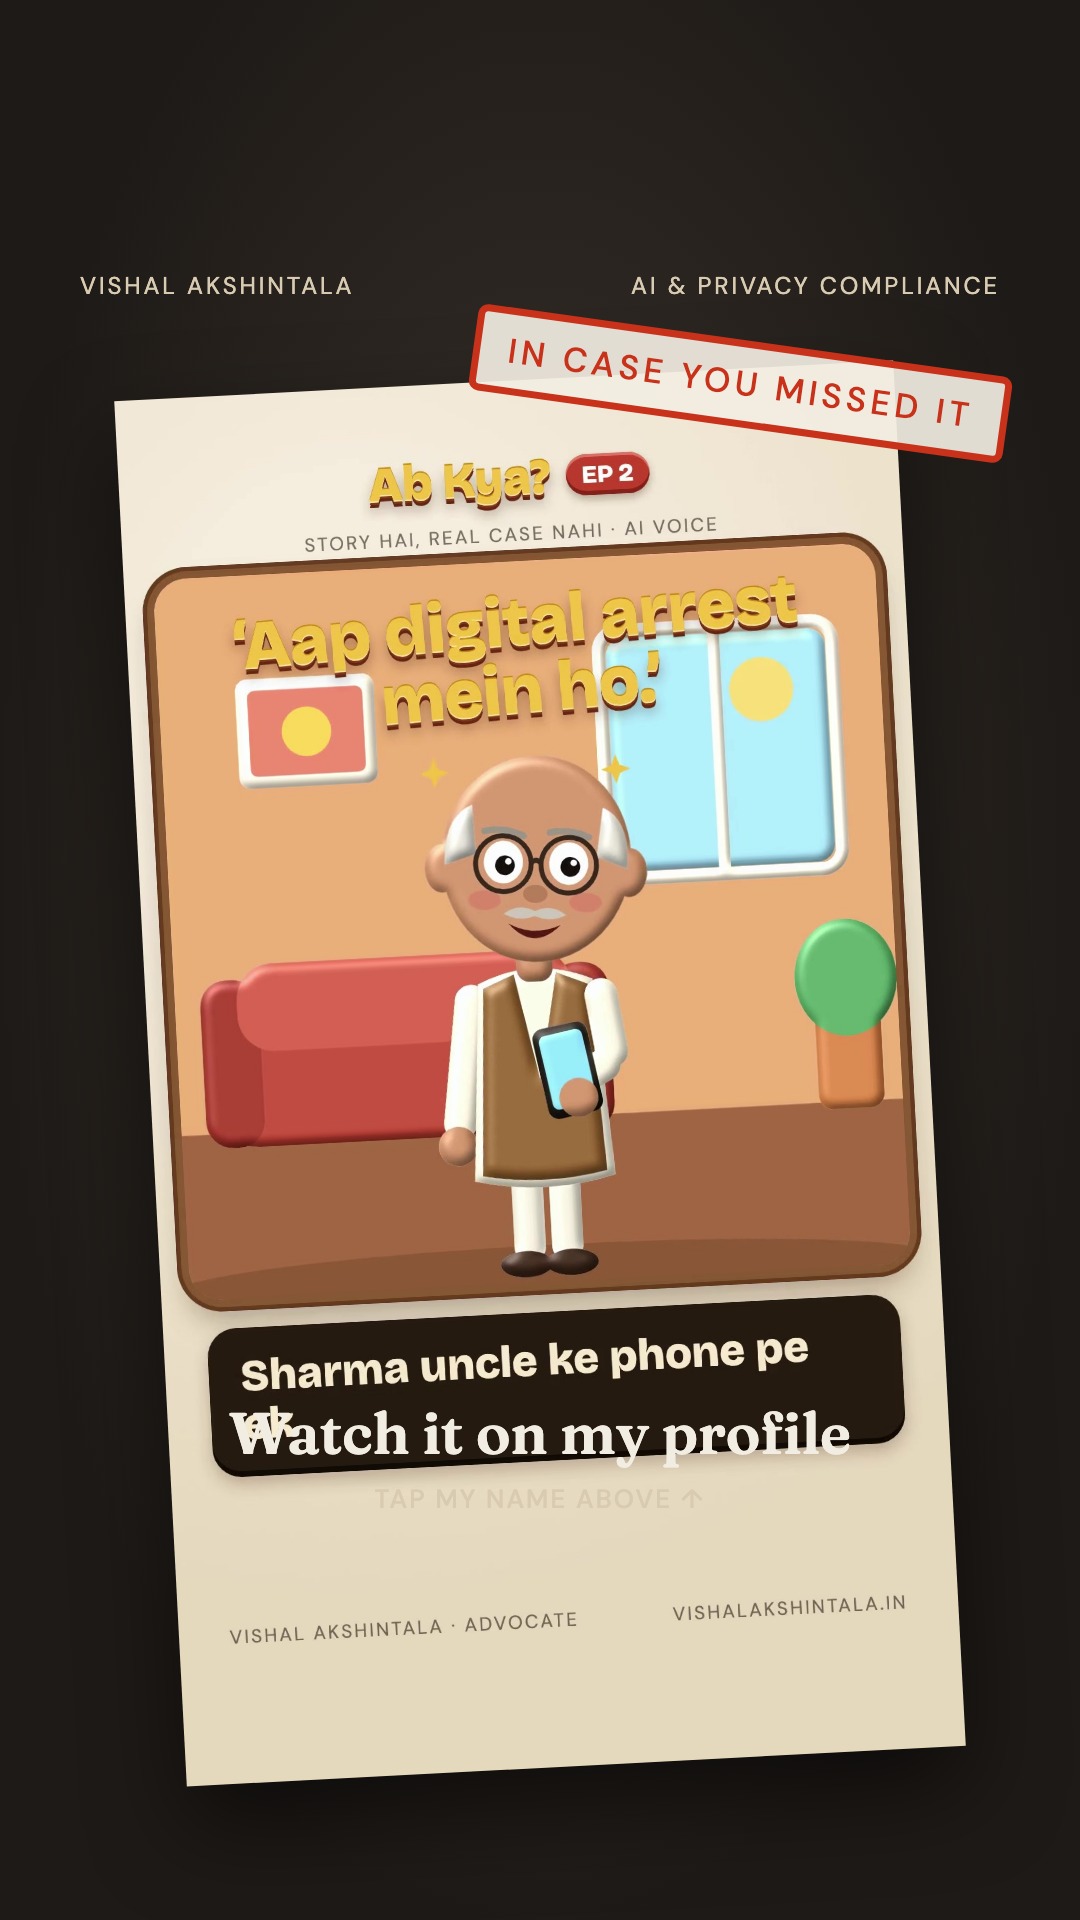 VISHAL AKSHINTALA
AI & PRIVACY COMPLIANCE
IN CASE YOU MISSED IT
Ab Kya? EP 2
STORY HAI, REAL CASE NAHI · AI VOICE
‘Aap digital arrest
mein ho.’
Sharma uncle ke phone pe
ek
Watch it on my profile
TAP MY NAME ABOVE ↑
VISHAL AKSHINTALA · ADVOCATE
VISHALAKSHINTALA.IN